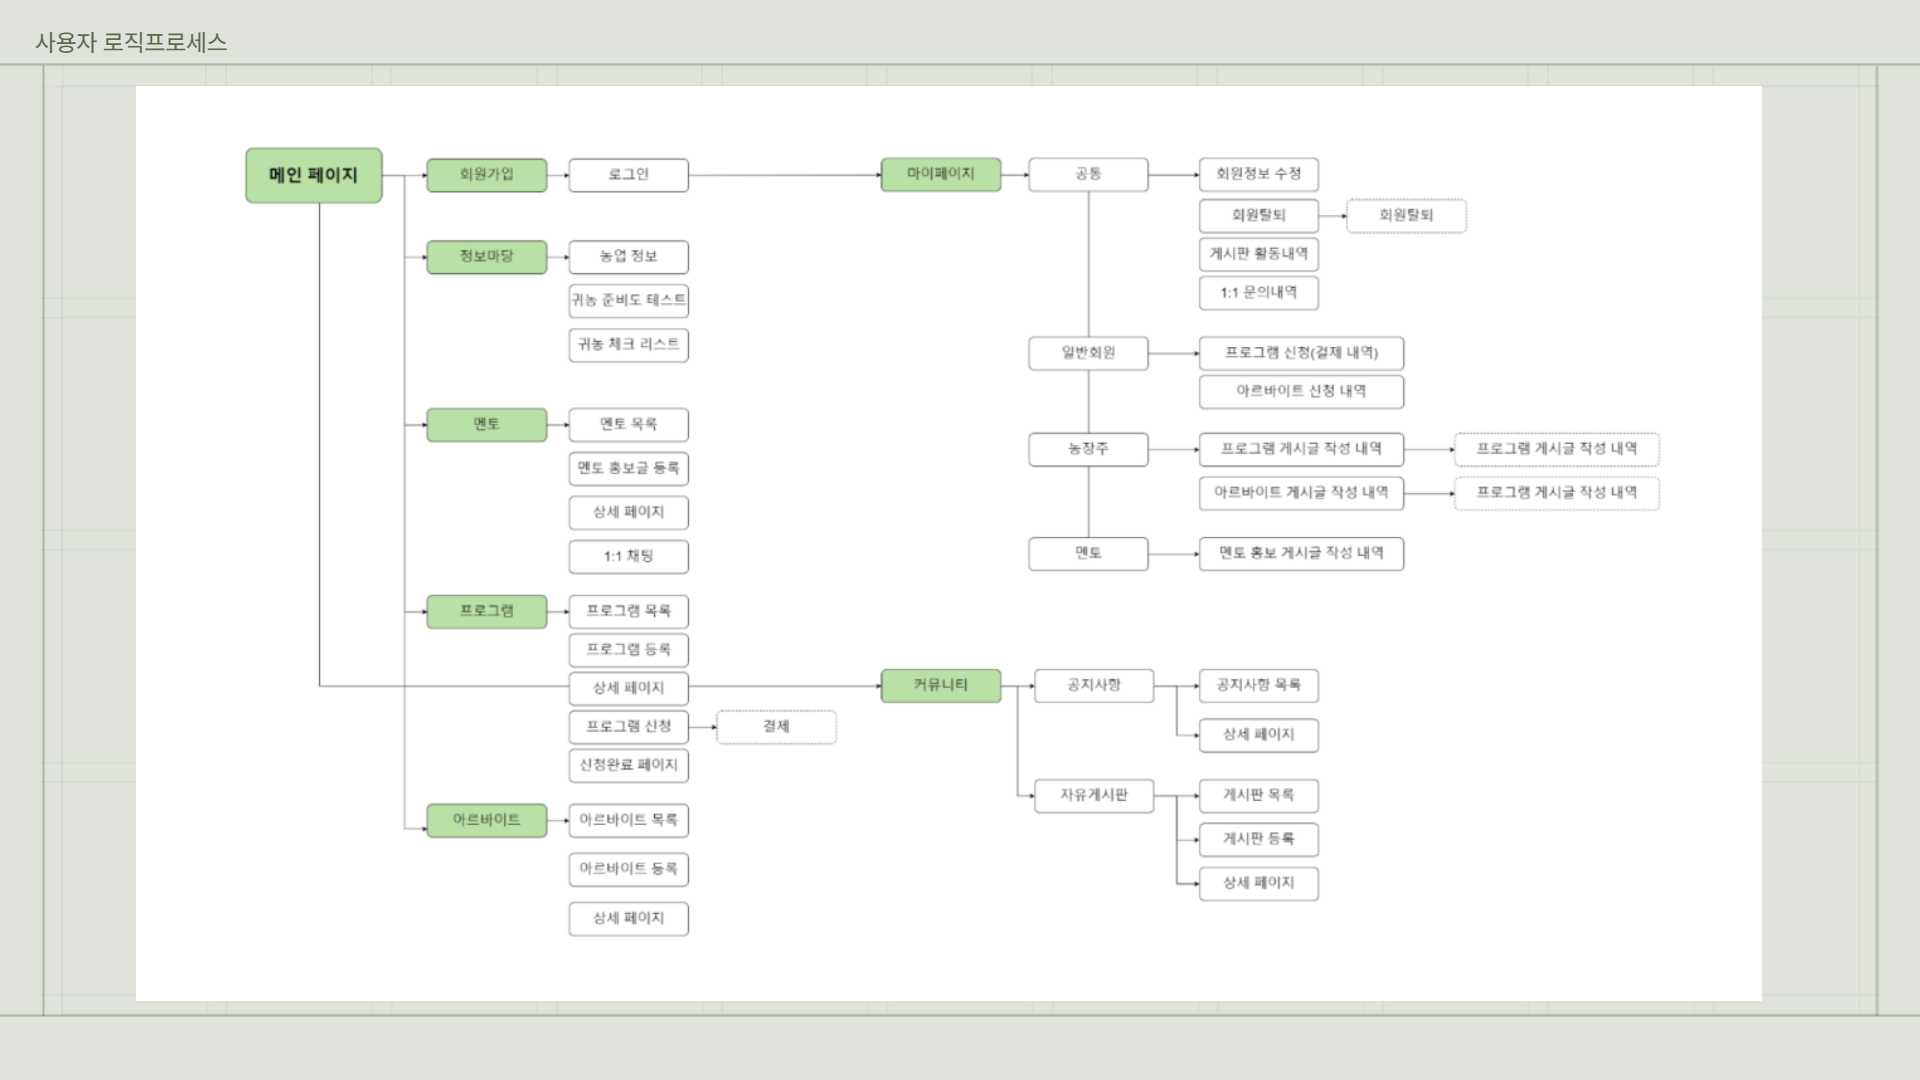 사용자 로직프로세스
메인 페이지
회원가입
로그인
정보마당
농업 정보
귀농 준비도 테스트
귀농 체크 리스트
멘토
멘토 목록
멘토 홍보글 등록
상세 페이지
1:1 채팅
프로그램
프로그램 목록
프로그램 등록
상세 페이지
프로그램 신청
결제
신청완료 페이지
아르바이트
아르바이트 목록
아르바이트 등록
상세 페이지
마이페이지
공통
회원정보 수정
회원탈퇴
회원탈퇴
게시판 활동내역
1:1 문의내역
일반회원
프로그램 신청(결제 내역)
아르바이트 신청 내역
농장주
프로그램 게시글 작성 내역
프로그램 게시글 작성 내역
아르바이트 게시글 작성 내역
프로그램 게시글 작성 내역
멘토
멘토 홍보 게시글 작성 내역
커뮤니티
공지사항
공지사항 목록
상세 페이지
자유게시판
게시판 목록
게시판 등록
상세 페이지